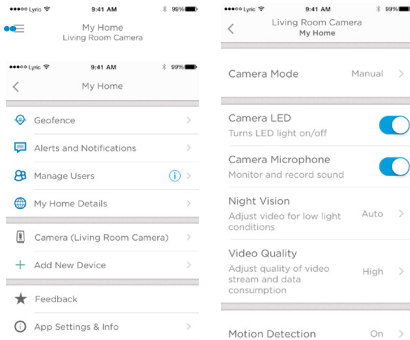 Lyric 9:41 AM 99%
My Home
Living Room Camera
Lyric 9:41 AM 99%
My Home
Geofence
Alerts and Notifications
Manage Users
My Home Details
Camera (Living Room Camera)
Add New Device
Feedback
App Settings & Info
Lyric 9:41 AM 99%
Living Room Camera
My Home
Camera Mode Manual
Camera LED
Turns LED light on/off
Camera Microphone
Monitor and record sound
Night Vision
Adjust video for low light Auto
conditions
Video Quality
Adjust quality of video
stream and data High
consumption
Motion Detection On